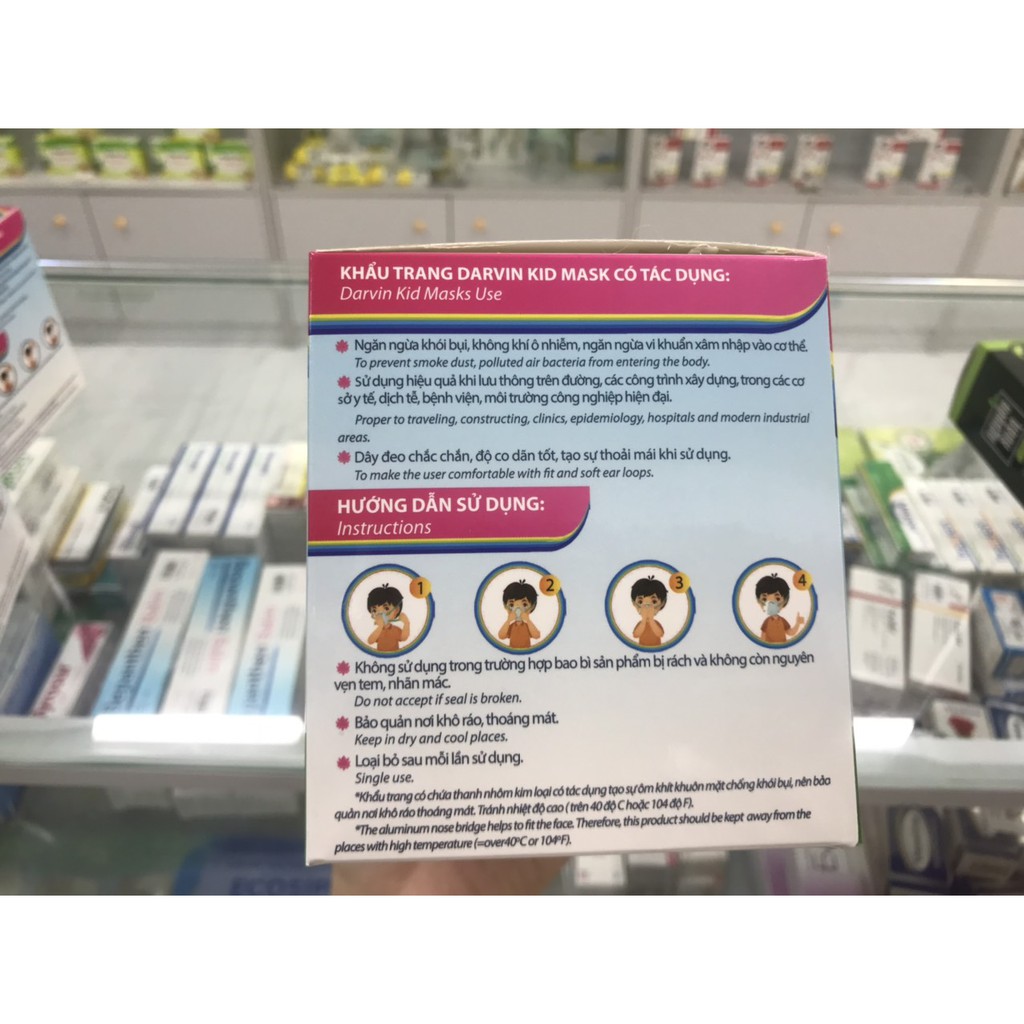 KHẨU TRANG DARVIN KID MASK CÓ TÁC DỤNG:
Darvin Kid Masks Use
Ngăn ngừa khói bụi, không khí ô nhiễm, ngăn ngừa vi khuẩn xâm nhập vào cơ thể.
To prevent smoke dust, polluted air bacteria from entering the body.
Sử dụng hiệu quả khi lưu thông trên đường, các công trình xây dựng, trong các cơ
sở y tế, dịch tễ, bệnh viện, môi trường công nghiệp hiện đại.
Proper to traveling, constructing, clinics, epidemiology, hospitals and modern industrial
areas.
Dây đeo chắc chắn, độ co dãn tốt, tạo sự thoải mái khi sử dụng.
To make the user comfortable with fit and soft ear loops.
HƯỚNG DẪN SỬ DỤNG:
Instructions
1 2 3 4
Không sử dụng trong trường hợp bao bì sản phẩm bị rách và không còn nguyên
vẹn tem, nhãn mác.
Do not accept if seal is broken.
Bảo quản nơi khô ráo, thoáng mát.
Keep in dry and cool places.
Loại bỏ sau mỗi lần sử dụng.
Single use.
*Khẩu trang có chứa thanh nhôm kim loại có tác dụng tạo sự ôm khít khuôn mặt chống khói bụi, nên bảo
quản nơi khô ráo thoáng mát. Tránh nhiệt độ cao ( trên 40 độ C hoặc 104 độ F).
*The aluminum nose bridge helps to fit the face. Therefore, this product should be kept away from the
places with high temperature (=over40°C or 104°F).